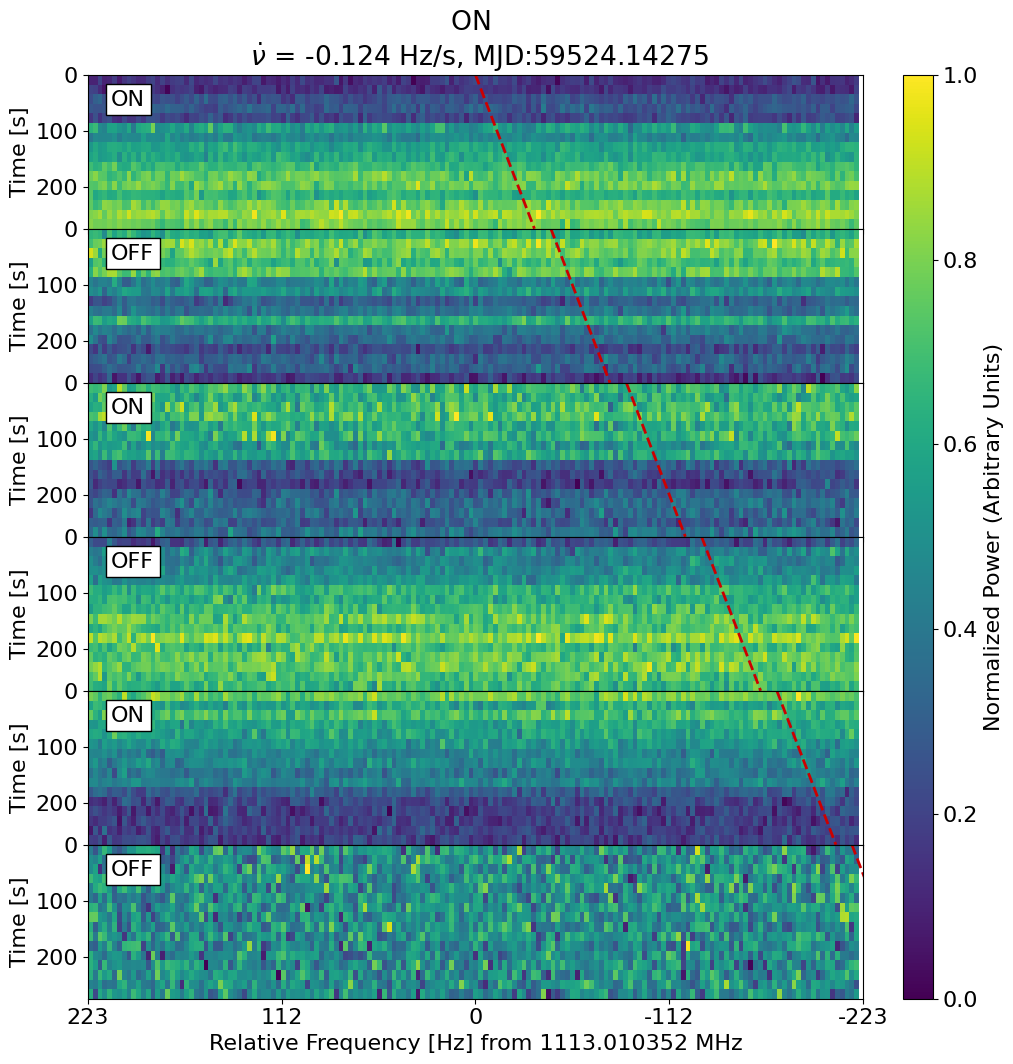 ON
ν̇ = -0.124 Hz/s, MJD:59524.14275
0
ON
100
Time [s]
200
0
OFF
100
Time [s]
200
0
ON
100
Time [s]
200
0
OFF
100
Time [s]
200
0
ON
100
Time [s]
200
0
OFF
100
Time [s]
200
223 112 0 -112 -223
Relative Frequency [Hz] from 1113.010352 MHz
1.0
0.8
0.6
0.4
0.2
0.0
Normalized Power (Arbitrary Units)